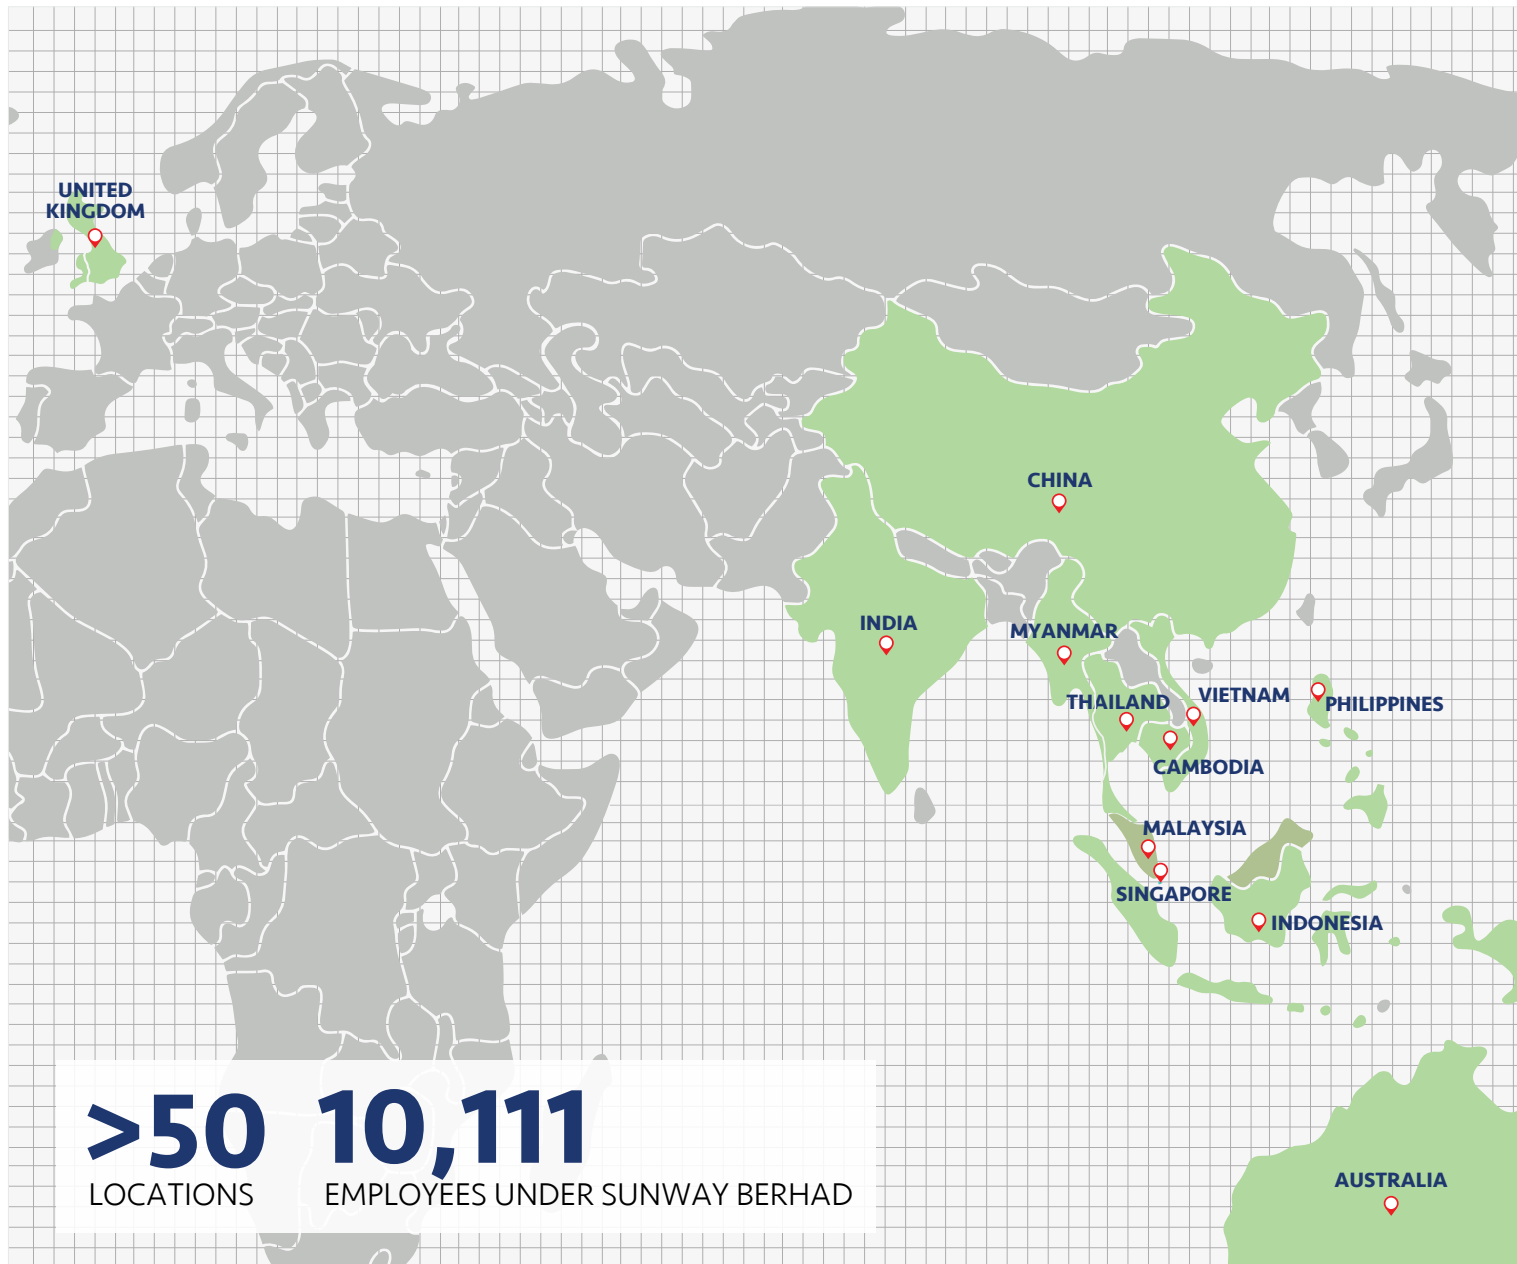 UNITED
KINGDOM
CHINA
INDIA
MYANMAR
THAILAND
VIETNAM
PHILIPPINES
CAMBODIA
MALAYSIA
SINGAPORE
INDONESIA
AUSTRALIA
>50
LOCATIONS
10,111
EMPLOYEES UNDER SUNWAY BERHAD